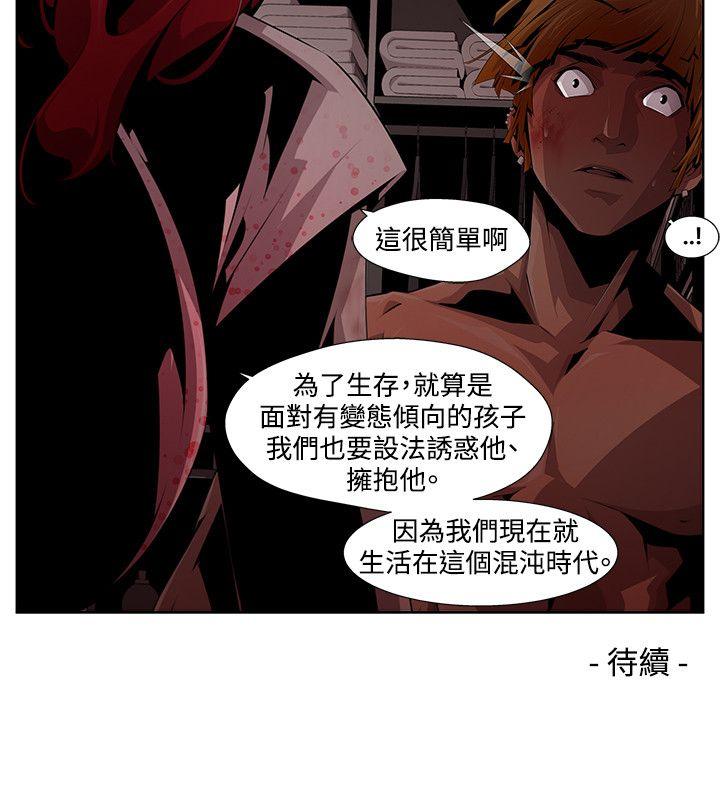 這很簡單啊
..!
為了生存，就算是
面對有變態傾向的孩子
我們也要設法誘惑他、
擁抱他。
因為我們現在就
生活在這個混沌時代。
- 待續 -